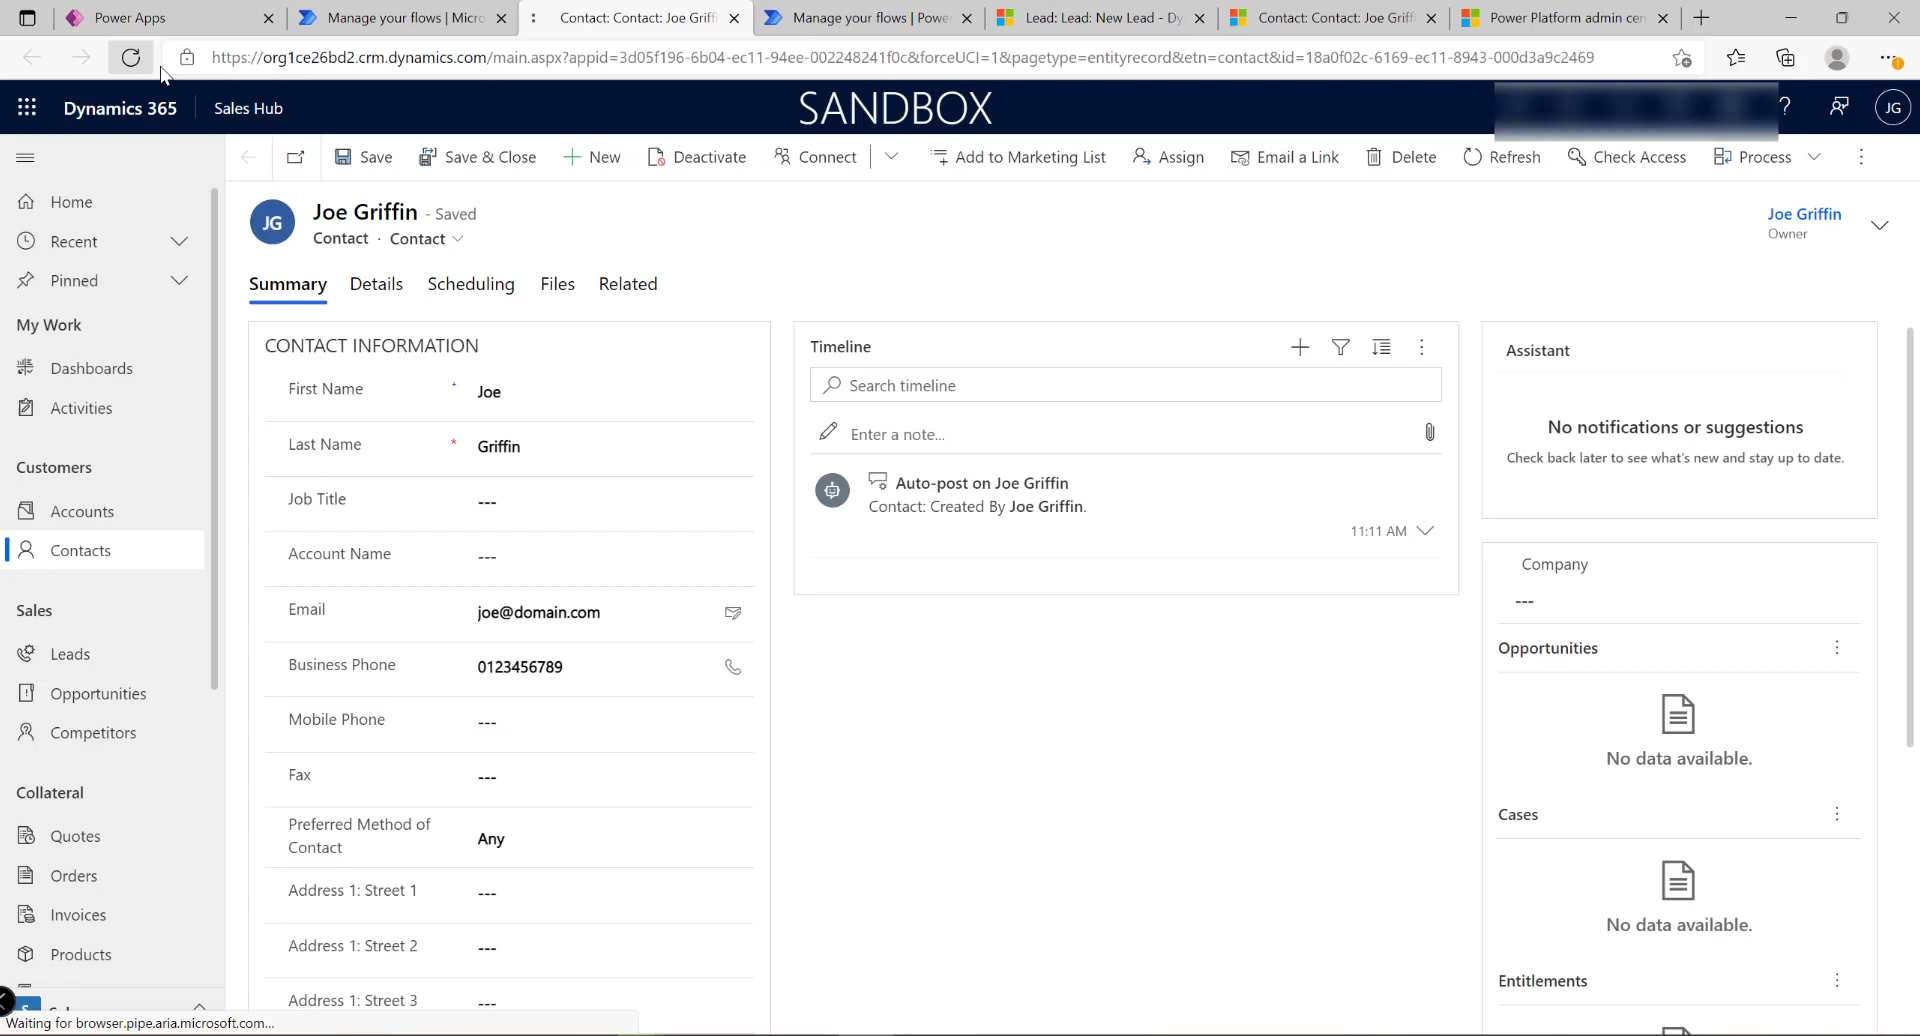 Power Apps
Manage your flows | Micro
Contact: Contact: Joe Griff
Manage your flows | Powe
Lead: Lead: New Lead - Dy
Contact: Contact: Joe Griff
Power Platform admin cen
https://org1ce26bd2.crm.dynamics.com/main.aspx?appid=3d05f196-6b04-ec11-94ee-002248241f0c&forceUCI=1&pagetype=entityrecord&etn=contact&id=18a0f02c-6169-ec11-8943-000d3a9c2469
Dynamics 365
Sales Hub
SANDBOX
?
JG
Save
Save & Close
New
Deactivate
Connect
Add to Marketing List
Assign
Email a Link
Delete
Refresh
Check Access
Process
Home
Recent
Pinned
My Work
Dashboards
Activities
Customers
Accounts
Contacts
Sales
Leads
Opportunities
Competitors
Collateral
Quotes
Orders
Invoices
Products
JG
Joe Griffin - Saved
Contact · Contact
Joe Griffin
Owner
Summary
Details
Scheduling
Files
Related
CONTACT INFORMATION
First Name + Joe
Last Name * Griffin
Job Title ---
Account Name ---
Email joe@domain.com
Business Phone 0123456789
Mobile Phone ---
Fax ---
Preferred Method of
Contact
Any
Address 1: Street 1 ---
Address 1: Street 2 ---
Address 1: Street 3 ---
Timeline
Search timeline
Enter a note...
Auto-post on Joe Griffin
Contact: Created By Joe Griffin.
11:11 AM
Assistant
No notifications or suggestions
Check back later to see what's new and stay up to date.
Company
---
Opportunities
No data available.
Cases
No data available.
Entitlements
Waiting for browser.pipe.aria.microsoft.com...